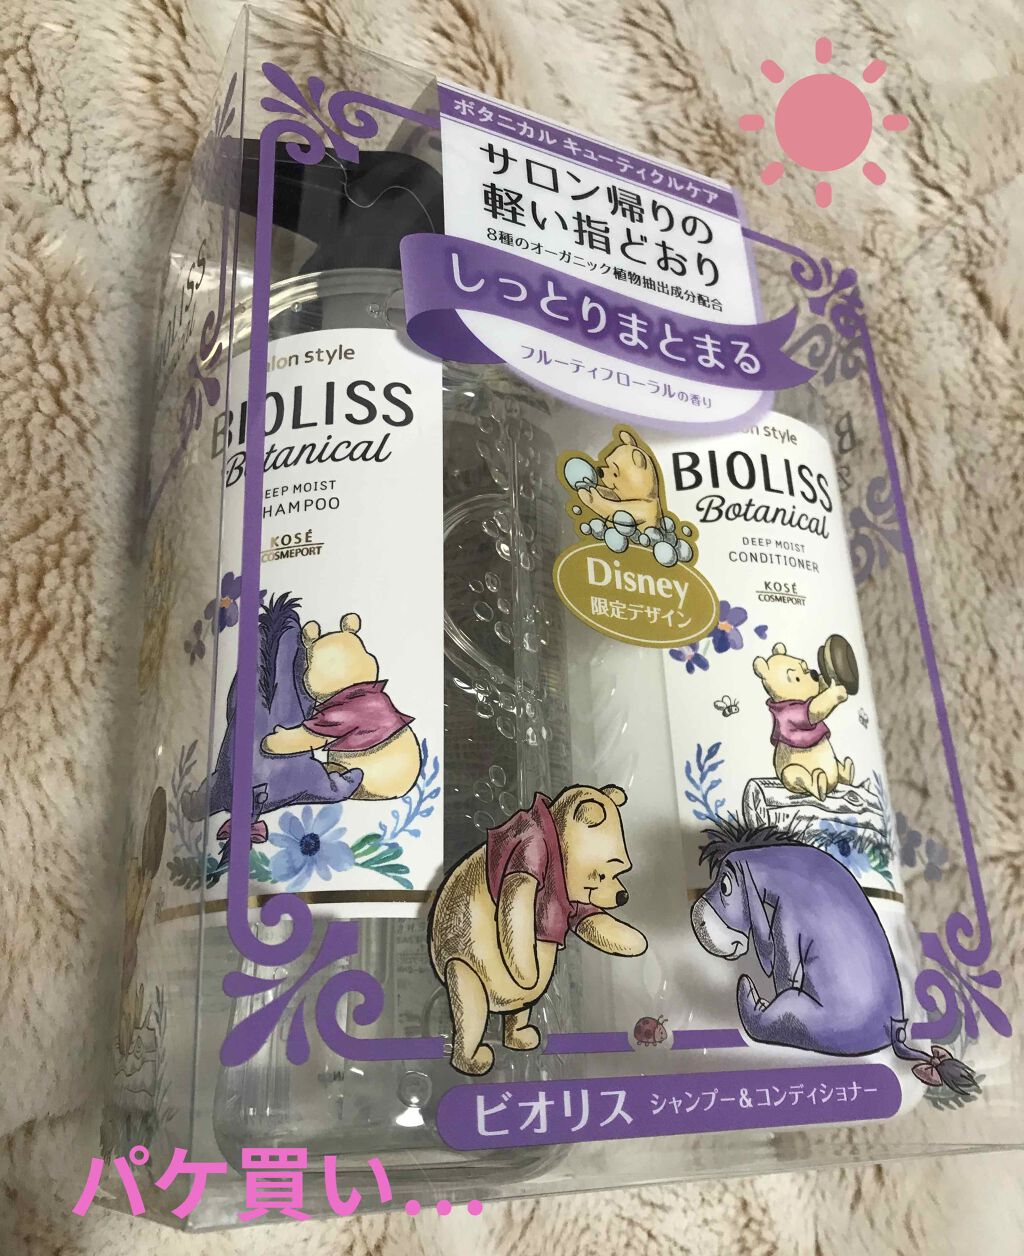 ボタニカル キューティクルケア
サロン帰りの
軽い指どおり
8種のオーガニック植物抽出成分配合
しっとりまとまる
フルーティフローラルの香り
alon style
BIOLISS
Botanical
DEEP MOIST
SHAMPOO
KOSÉ
COSMEPORT
on style
BIOLISS
Botanical
DEEP MOIST
CONDITIONER
KOSÉ
COSMEPORT
Disney
限定デザイン
ビオリス シャンプー&コンディショナー
パケ買い...